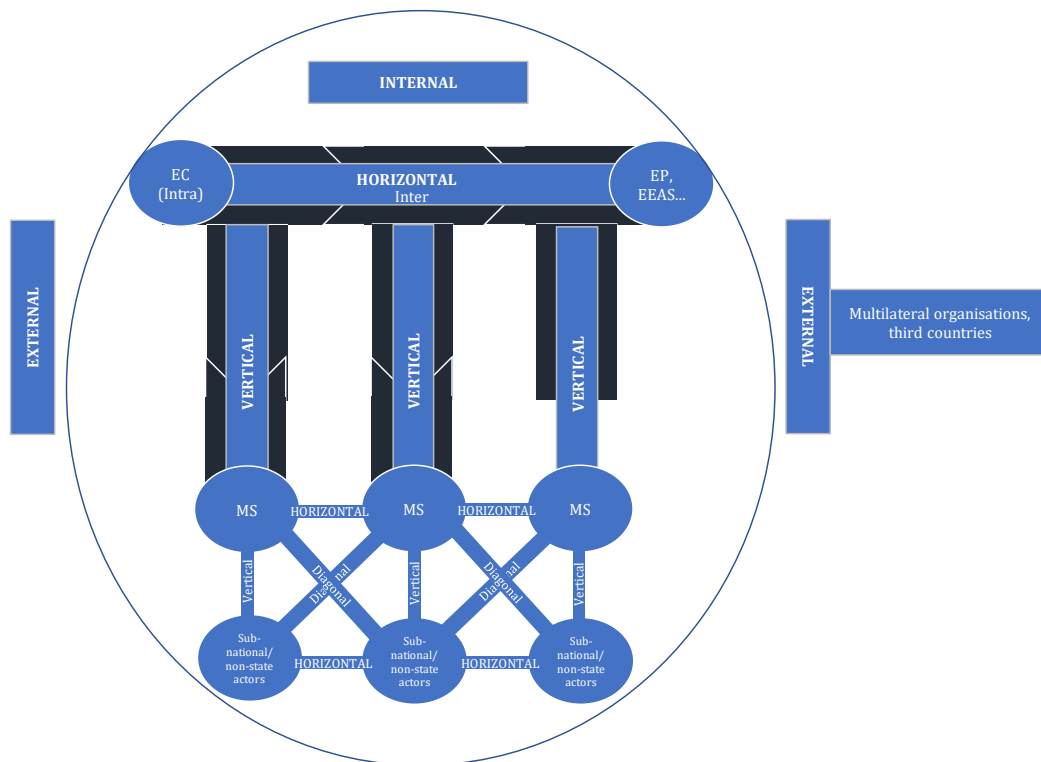 INTERNAL
EC
(Intra)
HORIZONTAL
Inter
EP,
EEAS...
EXTERNAL
EXTERNAL
Multilateral organisations,
third countries
VERTICAL
VERTICAL
VERTICAL
MS
HORIZONTAL
MS
HORIZONTAL
MS
Vertical
Diagonal
Diagonal
Vertical
Diagonal
Diagonal
Vertical
Sub-
national/
non-state
actors
HORIZONTAL
Sub-
national/
non-state
actors
HORIZONTAL
Sub-
national/
non-state
actors